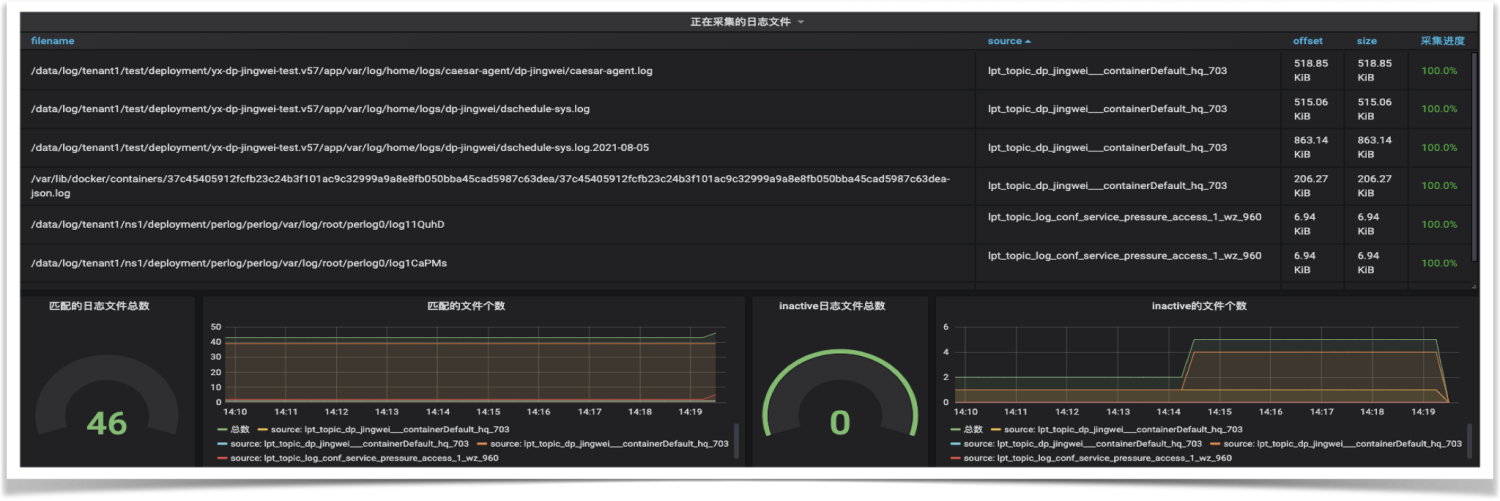 正在采集的日志文件
filename source offset size 采集进度
/data/log/tenant1/test/deployment/yx-dp-jingwei-test.v57/app/var/log/home/logs/caesar-agent/dp-jingwei/caesar-agent.log lpt_topic_dp_jingwei___containerDefault_hq_703 518.85 KiB 518.85 KiB 100.0%
/data/log/tenant1/test/deployment/yx-dp-jingwei-test.v57/app/var/log/home/logs/dp-jingwei/dschedule-sys.log lpt_topic_dp_jingwei___containerDefault_hq_703 515.06 KiB 515.06 KiB 100.0%
/data/log/tenant1/test/deployment/yx-dp-jingwei-test.v57/app/var/log/home/logs/dp-jingwei/dschedule-sys.log.2021-08-05 lpt_topic_dp_jingwei___containerDefault_hq_703 863.14 KiB 863.14 KiB 100.0%
/var/lib/docker/containers/37c45405912fcfb23c24b3f101ac9c32999a9a8e8fb050bba45cad5987c63dea/37c45405912fcfb23c24b3f101ac9c32999a9a8e8fb050bba45cad5987c63dea-
json.log lpt_topic_dp_jingwei___containerDefault_hq_703 206.27 KiB 206.27 KiB 100.0%
/data/log/tenant1/ns1/deployment/perlog/perlog/var/log/root/perlog0/log11QuhD lpt_topic_log_conf_service_pressure_access_1_wz_960 6.94 KiB 6.94 KiB 100.0%
/data/log/tenant1/ns1/deployment/perlog/perlog/var/log/root/perlog0/log1CaPMs lpt_topic_log_conf_service_pressure_access_1_wz_960 6.94 KiB 6.94 KiB 100.0%
匹配的日志文件总数
46
匹配的文件个数
50
40
30
20
10
0
14:10 14:11 14:12 14:13 14:14 14:15 14:16 14:17 14:18 14:19
总数 source: lpt_topic_dp_jingwei___containerDefault_hq_703
source: lpt_topic_dp_jingwei___containerDefault_hq_703 source: lpt_topic_dp_jingwei___containerDefault_hq_703
source: lpt_topic_log_conf_service_pressure_access_1_wz_960
inactive日志文件总数
0
inactive的文件个数
6
4
2
0
14:10 14:11 14:12 14:13 14:14 14:15 14:16 14:17 14:18 14:19
总数 source: lpt_topic_dp_jingwei___containerDefault_hq_703
source: lpt_topic_dp_jingwei___containerDefault_hq_703 source: lpt_topic_dp_jingwei___containerDefault_hq_703
source: lpt_topic_log_conf_service_pressure_access_1_wz_960